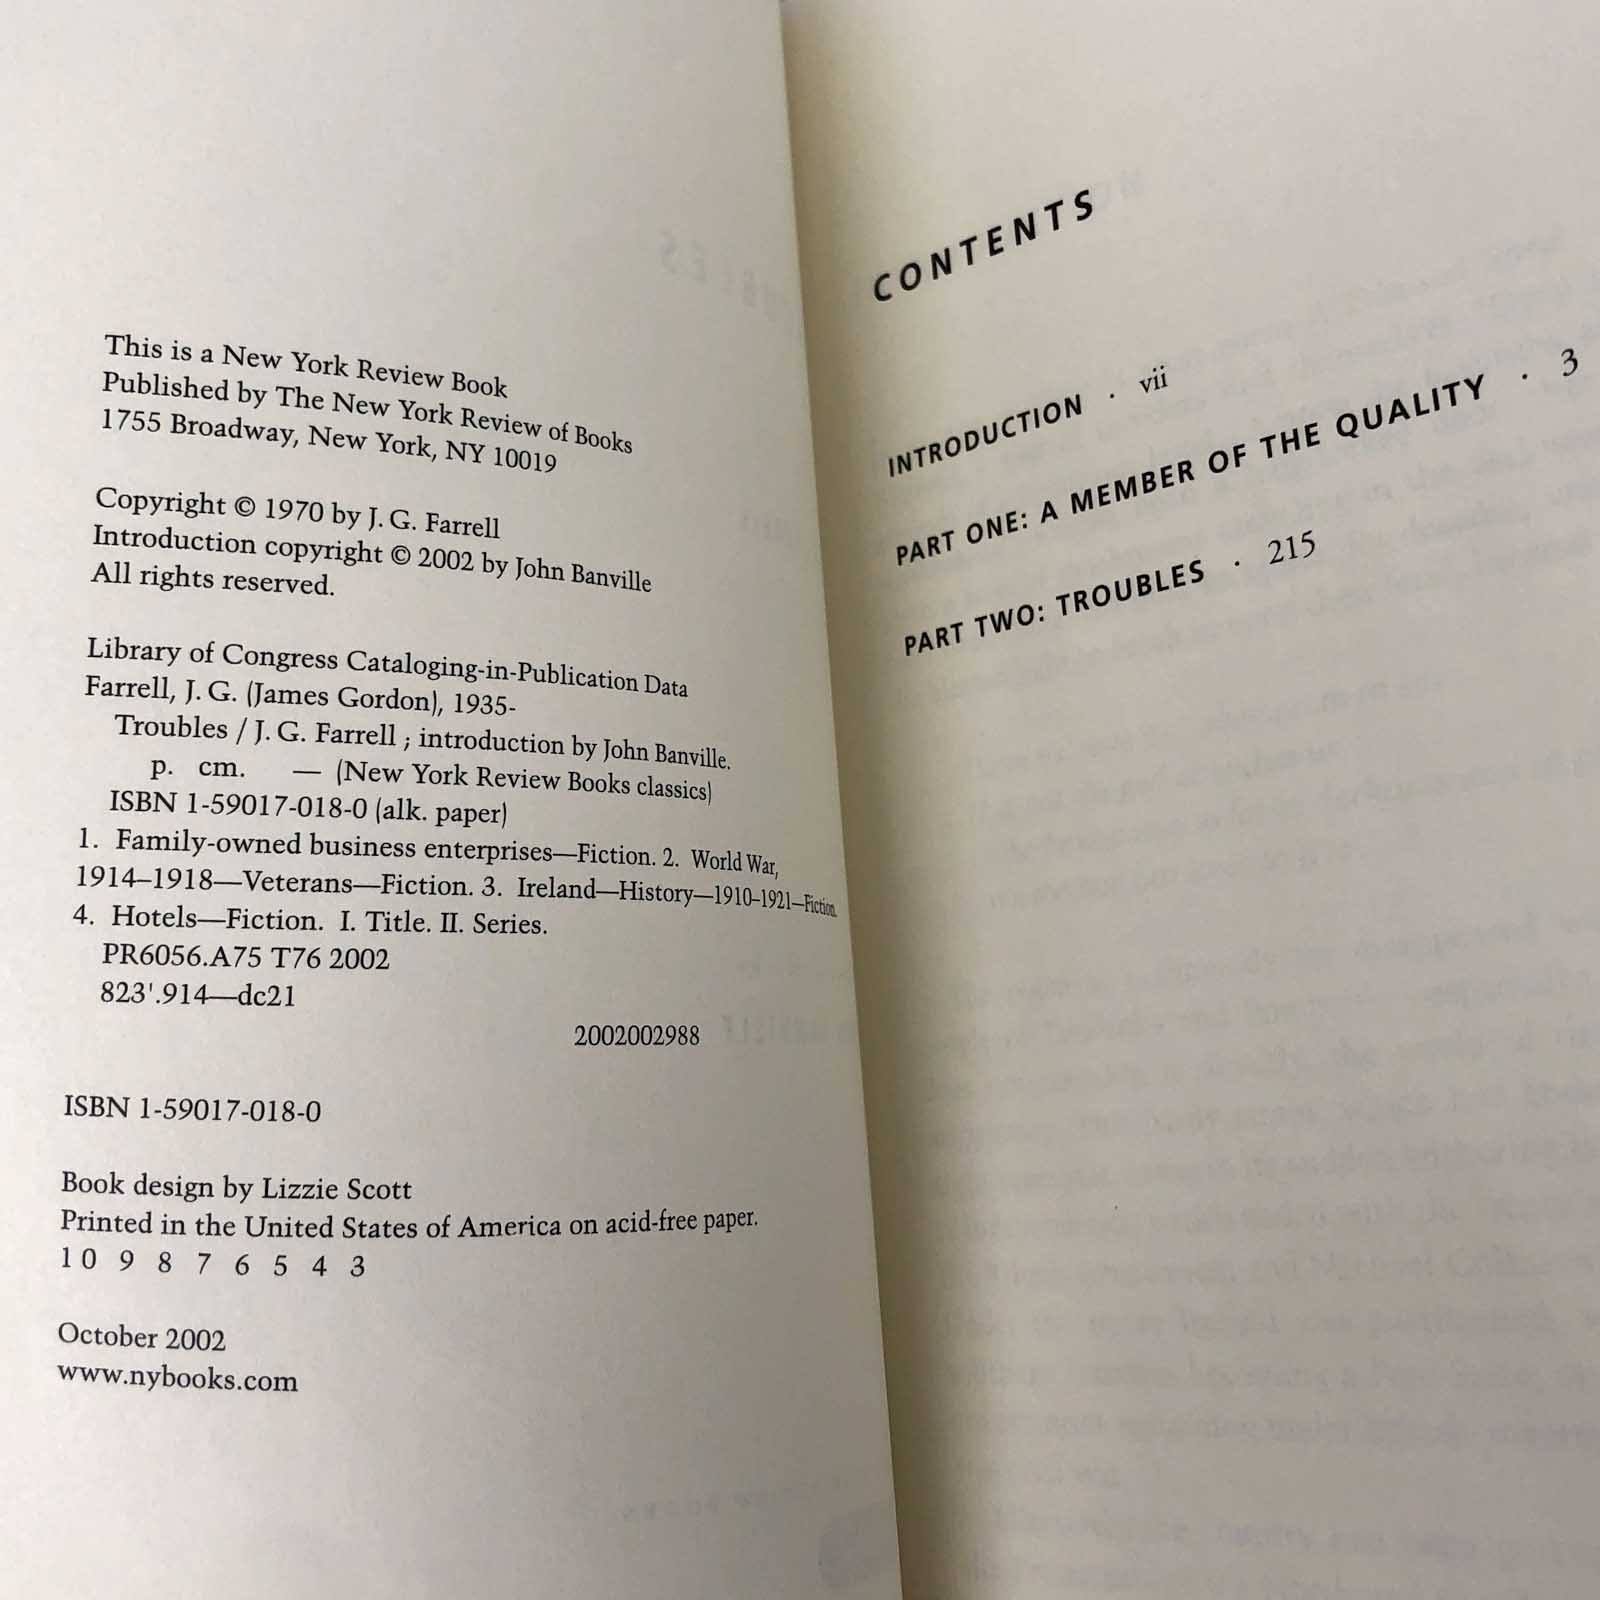 This is a New York Review Book
Published by The New York Review of Books
1755 Broadway, New York, NY 10019
Copyright © 1970 by J. G. Farrell
Introduction copyright © 2002 by John Banville
All rights reserved.
Library of Congress Cataloging-in-Publication Data
Farrell, J. G. (James Gordon), 1935-
Troubles / J. G. Farrell ; introduction by John Banville.
p. cm. — (New York Review Books classics)
ISBN 1-59017-018-0 (alk. paper)
1. Family-owned business enterprises—Fiction. 2. World War,
1914–1918—Veterans—Fiction. 3. Ireland—History—1910–1921—Fiction.
4. Hotels—Fiction. I. Title. II. Series.
PR6056.A75 T76 2002
823'.914—dc21
2002002988
ISBN 1-59017-018-0
Book design by Lizzie Scott
Printed in the United States of America on acid-free paper.
10 9 8 7 6 5 4 3
October 2002
www.nybooks.com
CONTENTS
INTRODUCTION · vii
PART ONE: A MEMBER OF THE QUALITY · 3
PART TWO: TROUBLES · 215